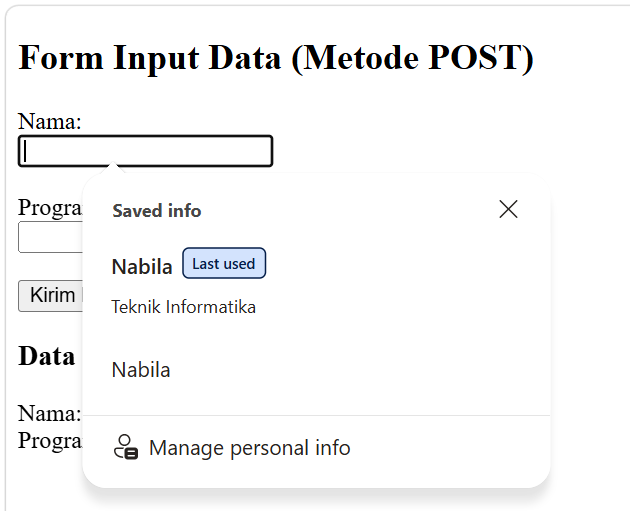 Form Input Data (Metode POST)
Nama:
Progra
Saved info
Nabila Last used
Teknik Informatika
Kirim
Nabila
Data
Nama:
Progra
Manage personal info